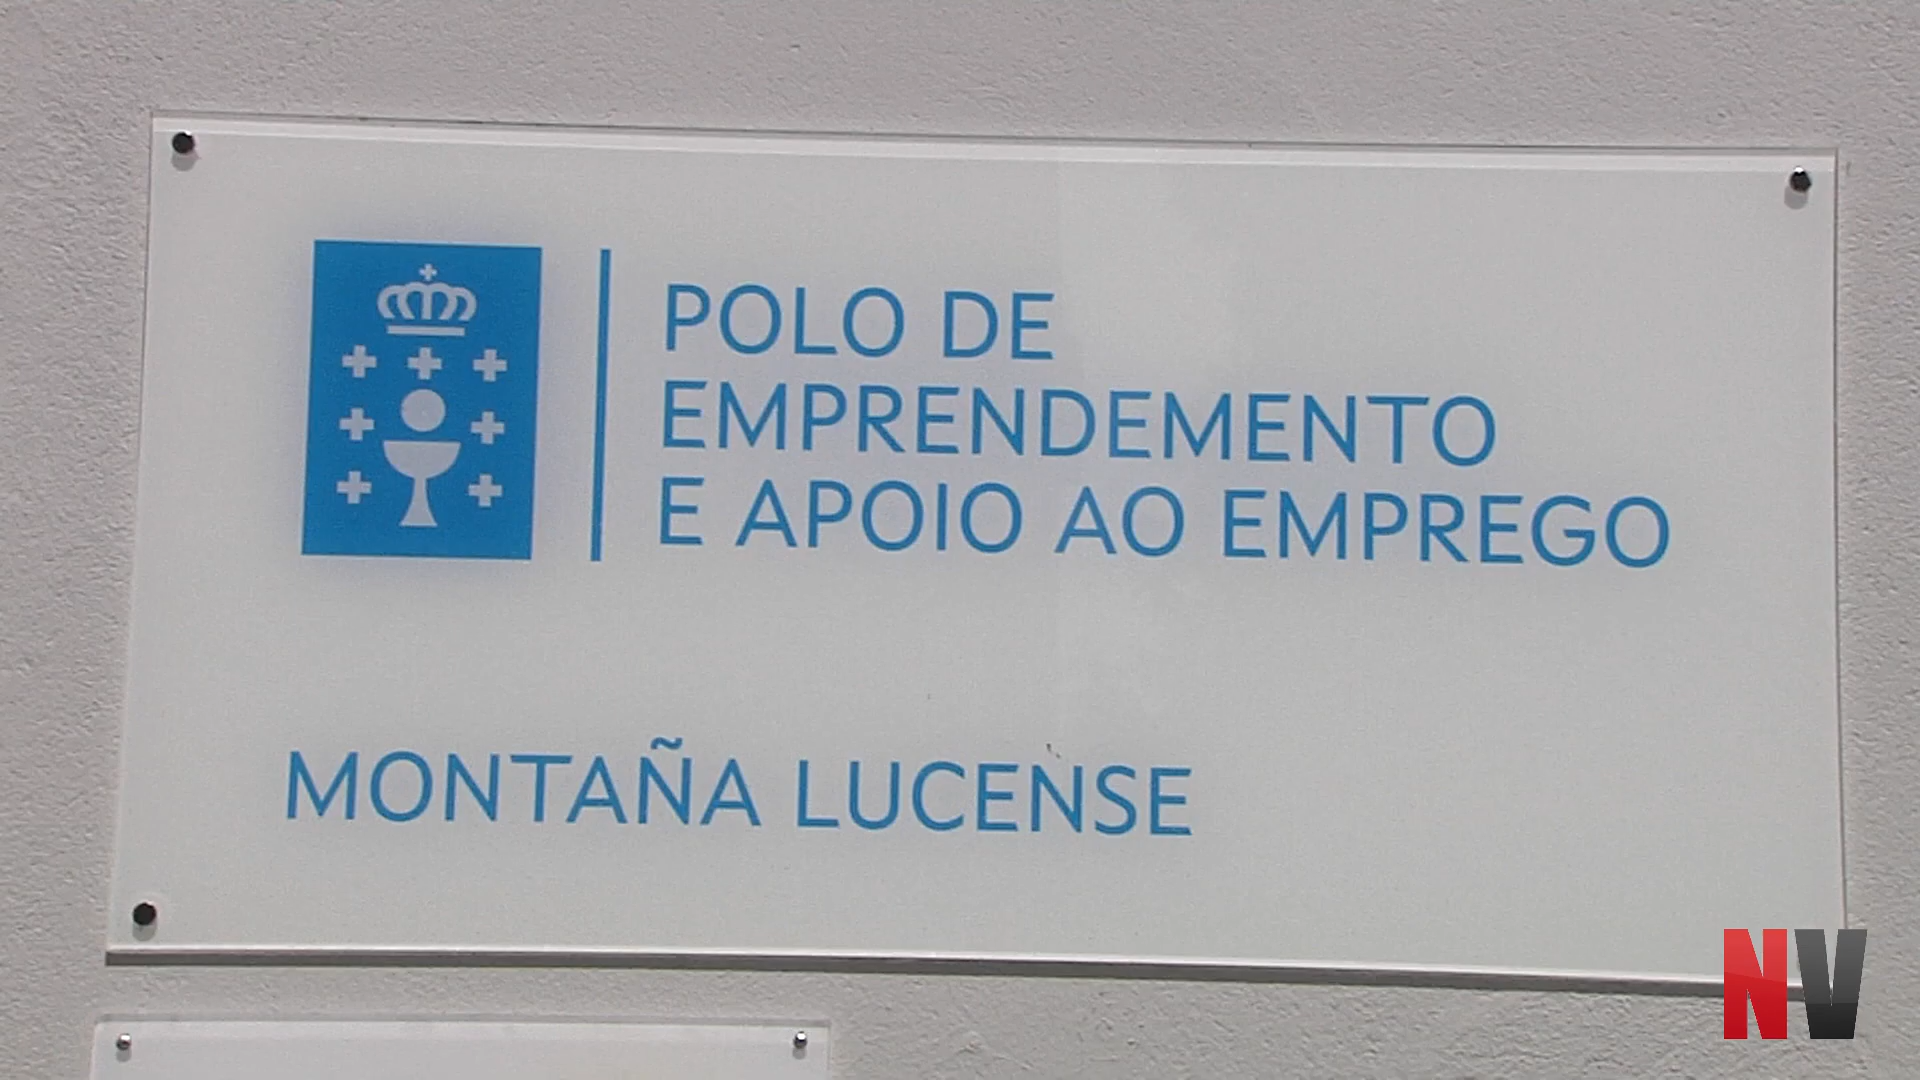 POLO DE
EMPRENDEMENTO
E APOIO AO EMPREGO
MONTAÑA LUCENSE
NV